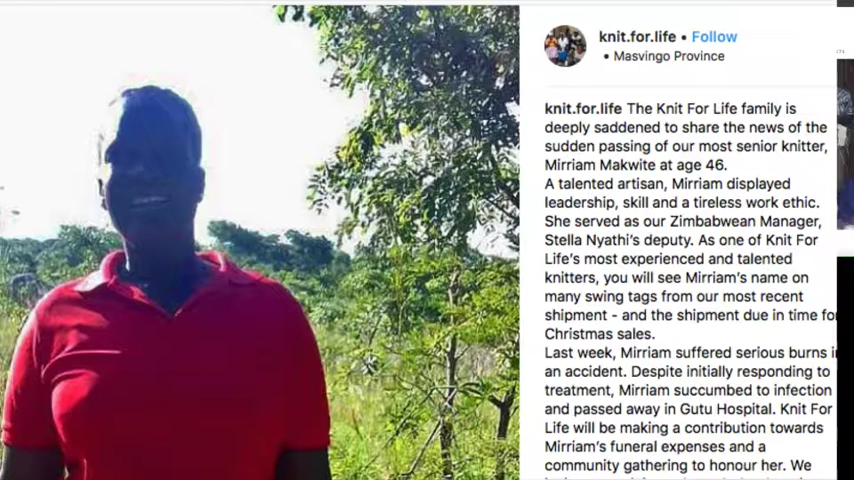 knit.for.life • Follow
• Masvingo Province
knit.for.life The Knit For Life family is
deeply saddened to share the news of the
sudden passing of our most senior knitter,
Mirriam Makwite at age 46.
A talented artisan, Mirriam displayed
leadership, skill and a tireless work ethic.
She served as our Zimbabwean Manager,
Stella Nyathi's deputy. As one of Knit For
Life's most experienced and talented
knitters, you will see Mirriam's name on
many swing tags from our most recent
shipment - and the shipment due in time for
Christmas sales.
Last week, Mirriam suffered serious burns in
an accident. Despite initially responding to
treatment, Mirriam succumbed to infection
and passed away in Gutu Hospital. Knit For
Life will be making a contribution towards
Mirriam's funeral expenses and a
community gathering to honour her. We